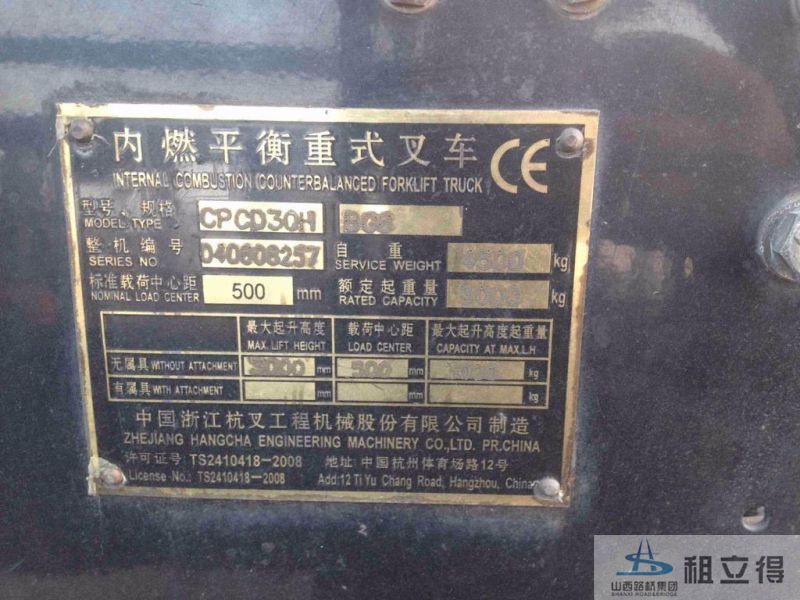 内燃平衡重式叉车 CE
INTERNAL COMBUSTION COUNTERBALANCED FORKLIFT TRUCK
型号、规格
MODEL.TYPE CPCD30H
整机编号 自重
SERIES NO. 040608257 SERVICE WEIGHT kg
标准载荷中心距 额定起重量
NOMINAL LOAD CENTER 500 mm RATED CAPACITY 3000 kg
最大起升高度 载荷中心距 最大起升高度起重量
MAX. LIFT HEIGHT LOAD CENTER CAPACITY AT MAX.L.H
无属具 WITHOUT ATTACHMENT 3000 mm 500 mm kg
有属具 WITH ATTACHMENT mm mm kg
中国浙江杭叉工程机械股份有限公司制造
ZHEJIANG HANGCHA ENGINEERING MACHINERY CO.,LTD. PR.CHINA
许可证号: TS2410418-2008 地址: 中国杭州体育场路12号
License No.: TS2410418-2008 Add:12 Ti Yu Chang Road, Hangzhou, China
山西路桥集团 租立得
SHANXI ROAD&BRIDGE